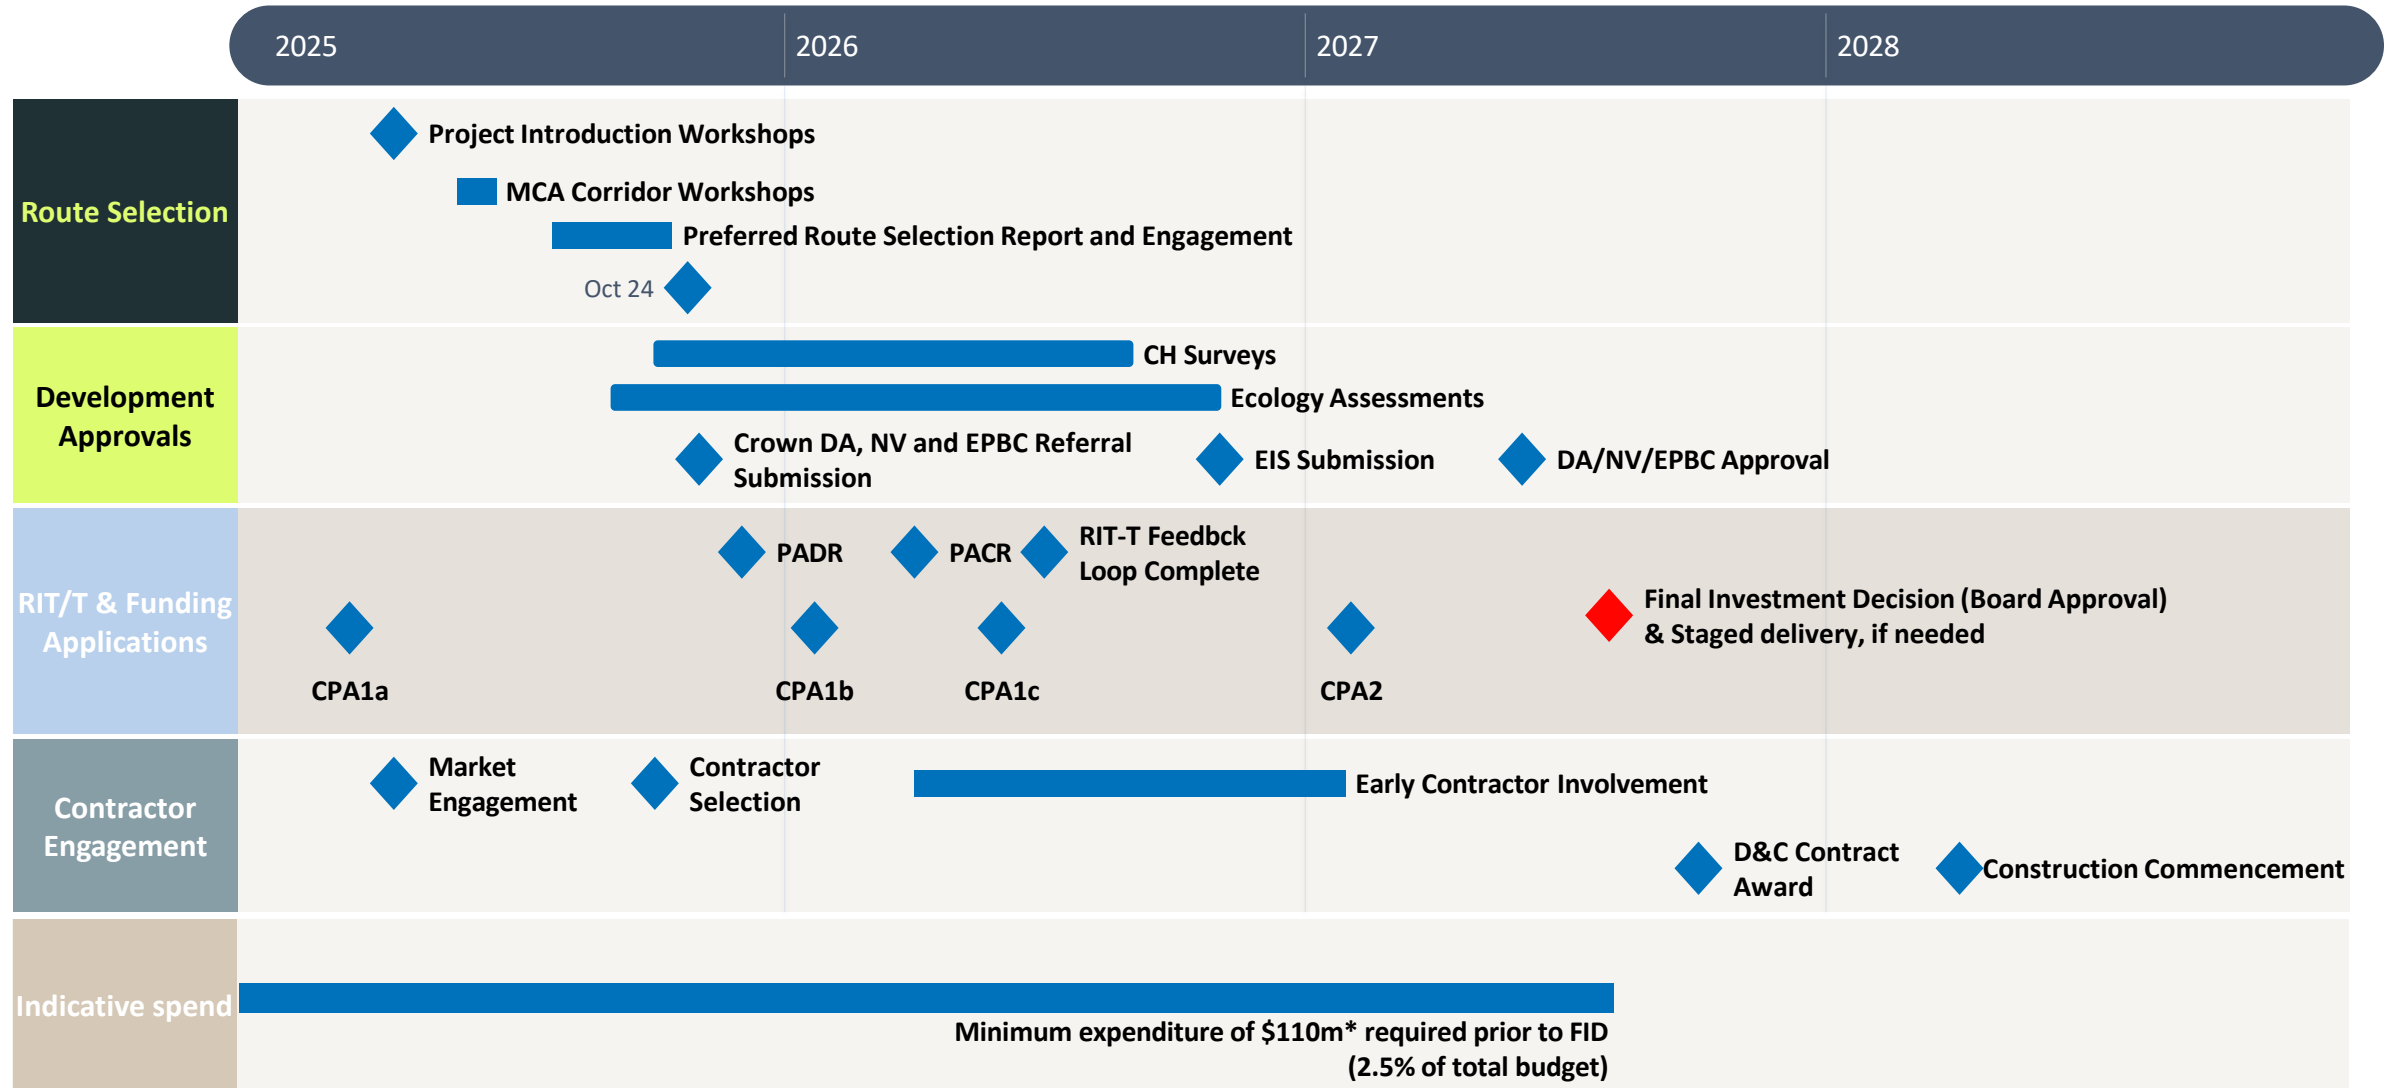 2025
2026
2027
2028
Route Selection
Project Introduction Workshops
MCA Corridor Workshops
Preferred Route Selection Report and Engagement
Oct 24
Development
Approvals
CH Surveys
Ecology Assessments
Crown DA, NV and EPBC Referral
Submission
EIS Submission
DA/NV/EPBC Approval
RIT/T & Funding
Applications
PADR
PACR
RIT-T Feedbck
Loop Complete
CPA1a
CPA1b
CPA1c
CPA2
Final Investment Decision (Board Approval)
& Staged delivery, if needed
Contractor
Engagement
Market
Engagement
Contractor
Selection
Early Contractor Involvement
D&C Contract
Award
Construction Commencement
Indicative spend
Minimum expenditure of $110m* required prior to FID
(2.5% of total budget)